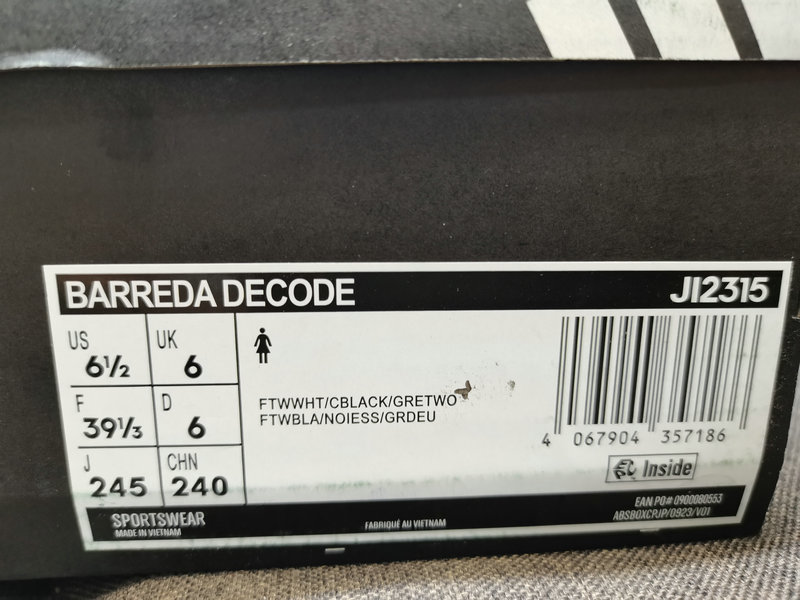 BARREDA DECODE JI2315
US 6½ UK 6
F 39⅓ D 6
J 245 CHN 240
FTWWHT/CBLACK/GRETWO
FTWBLA/NOIESS/GRDEU
4 067904 357186
Inside
SPORTSWEAR
MADE IN VIETNAM
FABRIQUÉ AU VIETNAM
EAN PO# 0900080553
ABSBOXCPJP/0923/V01